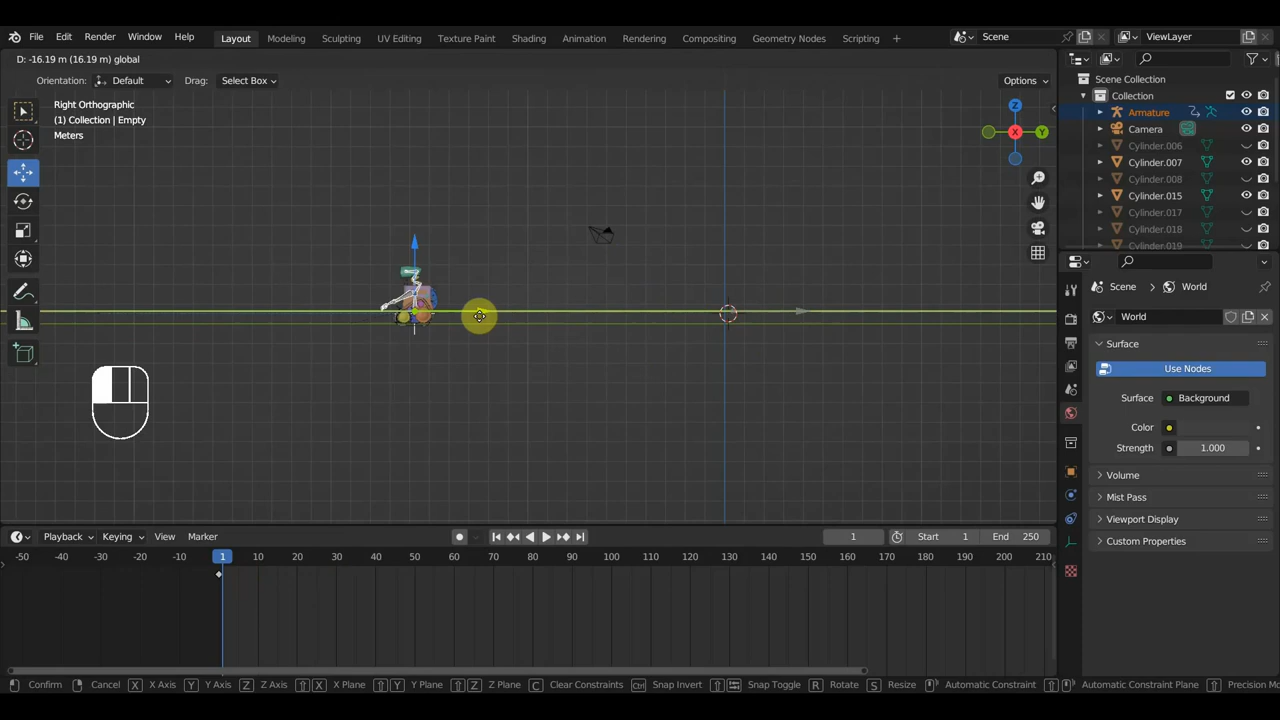 File Edit Render Window Help Layout Modeling Sculpting UV Editing Texture Paint Shading Animation Rendering Compositing Geometry Nodes Scripting + Scene ViewLayer
D: -16.19 m (16.19 m) global
Orientation: Default Drag: Select Box Options
Right Orthographic
(1) Collection | Empty
Meters
Z
X
Y
Scene Collection
Collection
Armature
Camera
Cylinder.006
Cylinder.007
Cylinder.008
Cylinder.015
Cylinder.017
Cylinder.018
Cylinder.019
Scene World
World
Surface
Use Nodes
Surface Background
Color
Strength 1.000
Volume
Mist Pass
Viewport Display
Custom Properties
Playback Keying View Marker 1 Start 1 End 250
-50 -40 -30 -20 -10 1 10 20 30 40 50 60 70 80 90 100 110 120 130 140 150 160 170 180 190 200 210
Confirm Cancel X X Axis Y Y Axis Z Z Axis X X Plane Y Y Plane Z Z Plane C Clear Constraints Ctrl Snap Invert Snap Toggle R Rotate S Resize Automatic Constraint Automatic Constraint Plane Precision Mo